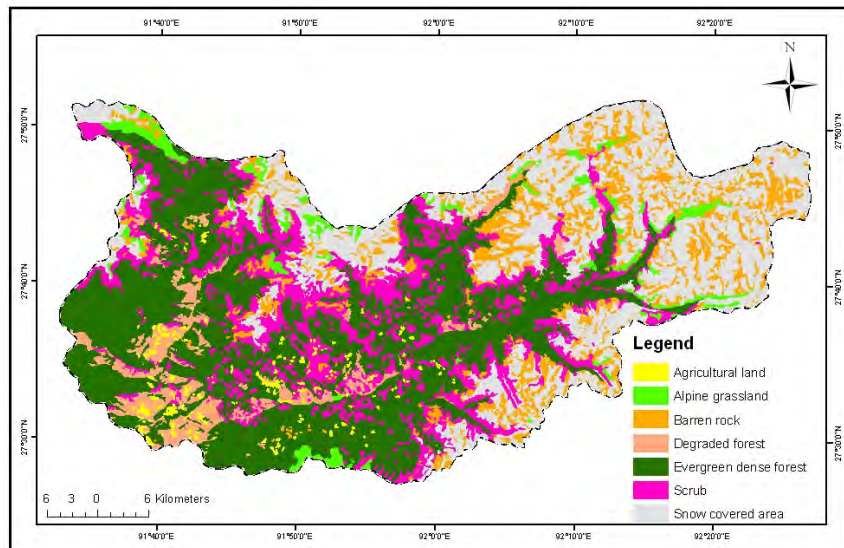 91°40'0"E 91°50'0"E 92°0'0"E 92°10'0"E 92°20'0"E
N
27°50'0"N 27°50'0"N
27°40'0"N 27°40'0"N
27°30'0"N 27°30'0"N
Legend
Agricultural land
Alpine grassland
Barren rock
Degraded forest
Evergreen dense forest
Scrub
Snow covered area
6 3 0 6 Kilometers
91°40'0"E 91°50'0"E 92°0'0"E 92°10'0"E 92°20'0"E